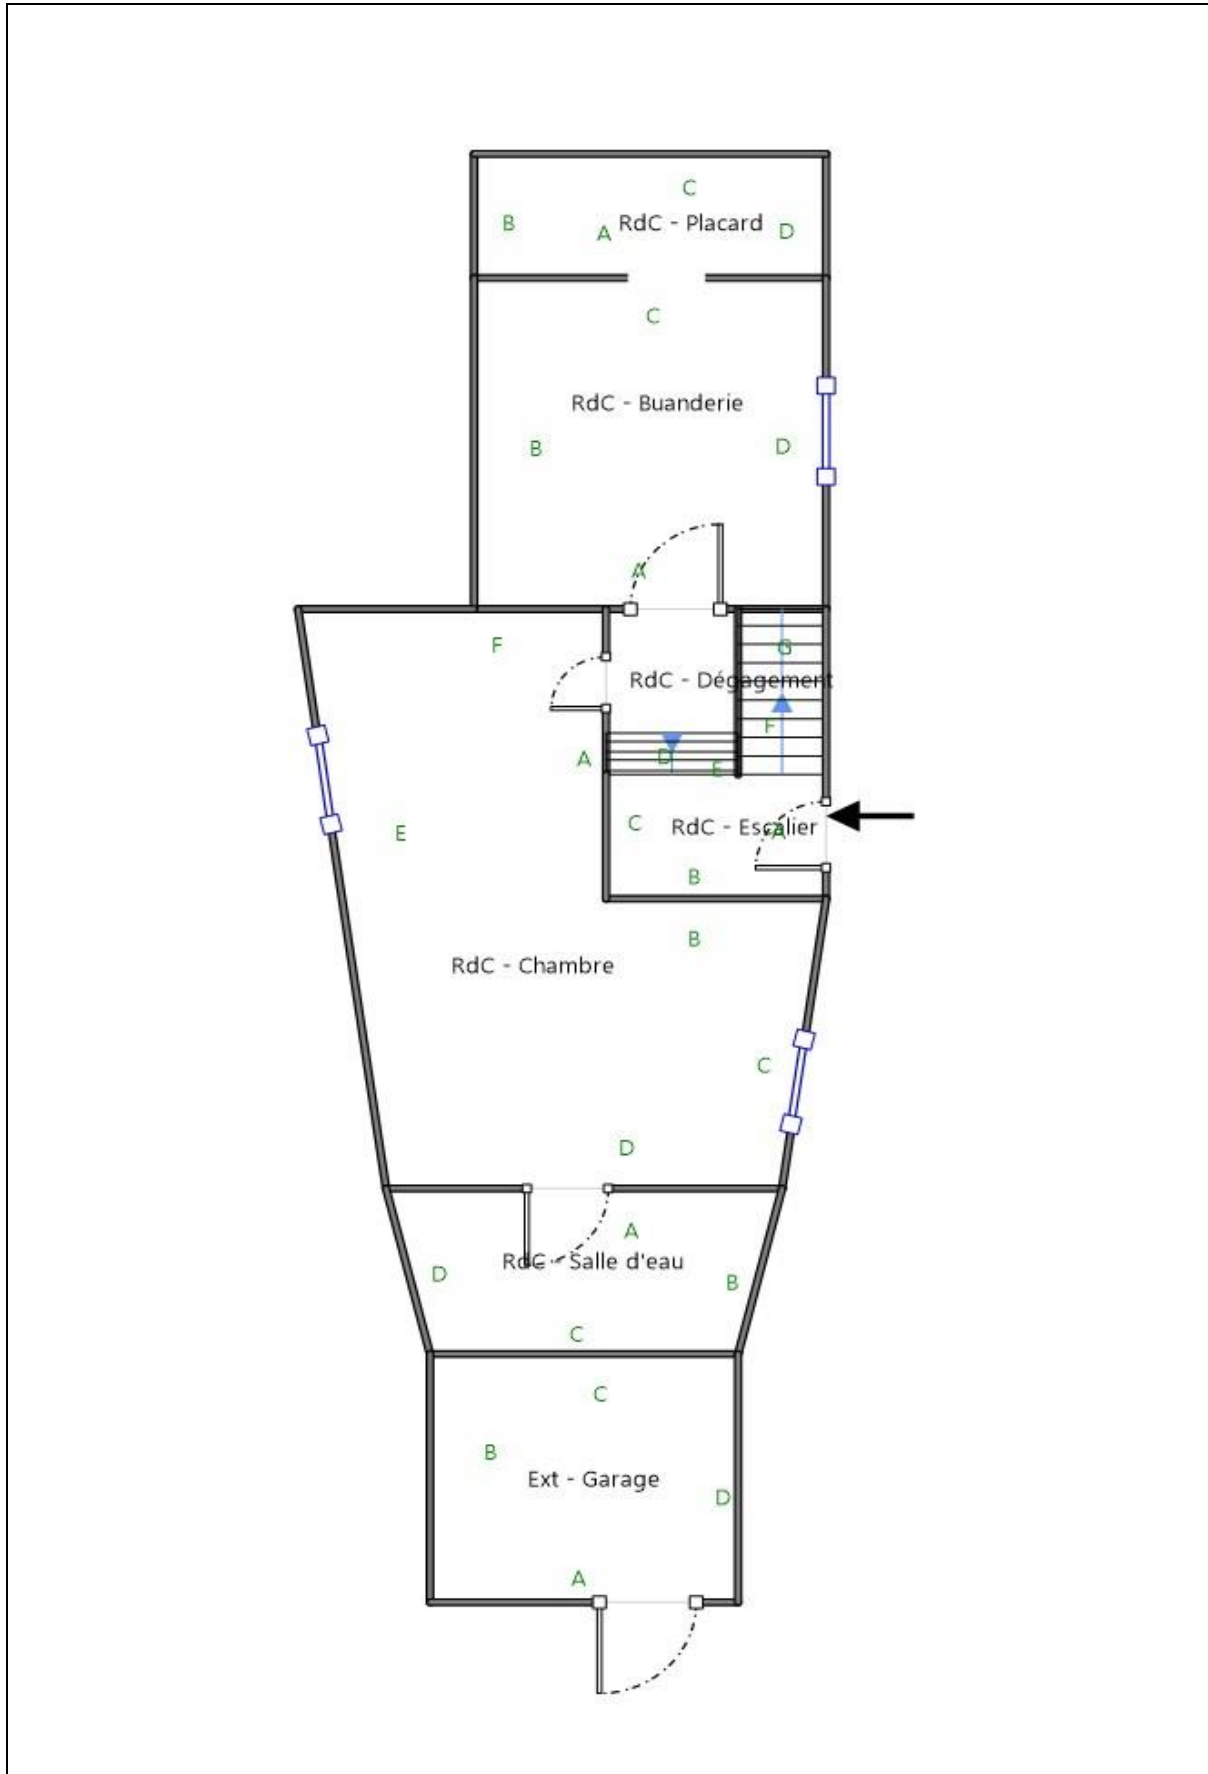 C
B
A
RdC - Placard
D
C
RdC - Buanderie
B
D
A
F
G
RdC - Dégagement
F
A
D
E
C
RdC - Escalier
A
E
B
B
RdC - Chambre
C
D
A
RdC - Salle d'eau
D
B
C
C
B
Ext - Garage
D
A